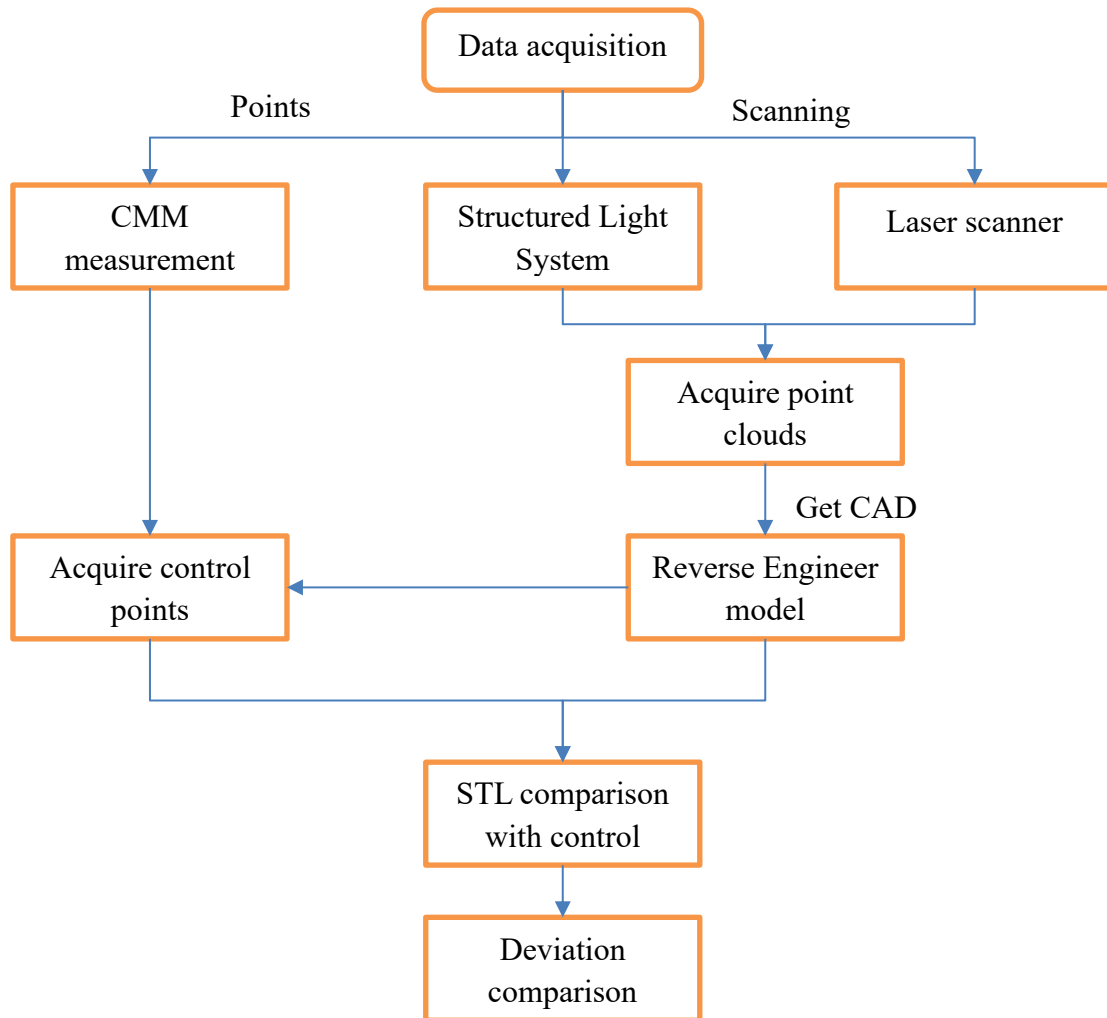 Data acquisition
Points
Scanning
CMM
measurement
Structured Light
System
Laser scanner
Acquire point
clouds
Get CAD
Acquire control
points
Reverse Engineer
model
STL comparison
with control
Deviation
comparison